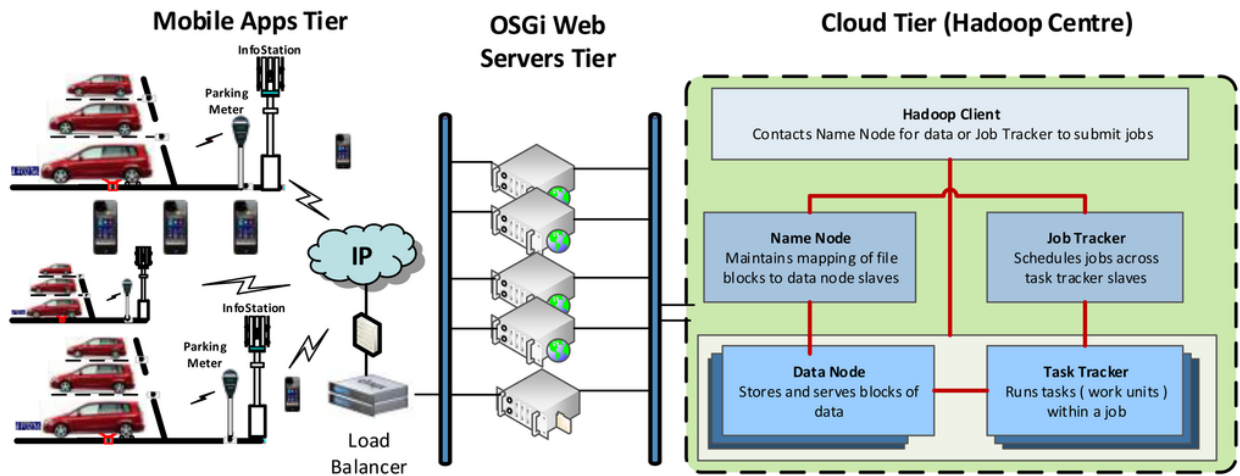 Mobile Apps Tier
InfoStation
Parking
Meter
IP
InfoStation
Parking
Meter
Load
Balancer
OSGi Web
Servers Tier
Cloud Tier (Hadoop Centre)
Hadoop Client
Contacts Name Node for data or Job Tracker to submit jobs
Name Node
Maintains mapping of file
blocks to data node slaves
Job Tracker
Schedules jobs across
task tracker slaves
Data Node
Stores and serves blocks of
data
Task Tracker
Runs tasks ( work units )
within a job